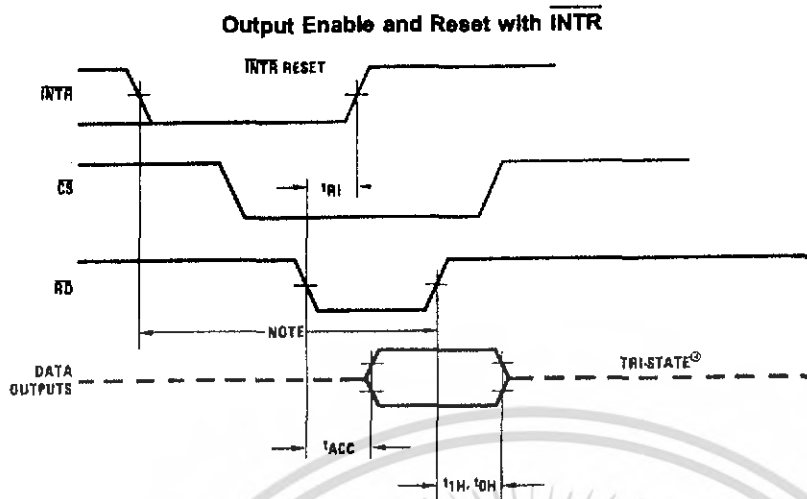 Output Enable and Reset with INTR
INTR RESET
INTR
CS
tRI
RD
NOTE
DATA
OUTPUTS
TRI-STATE®
tACC
t1H, t0H